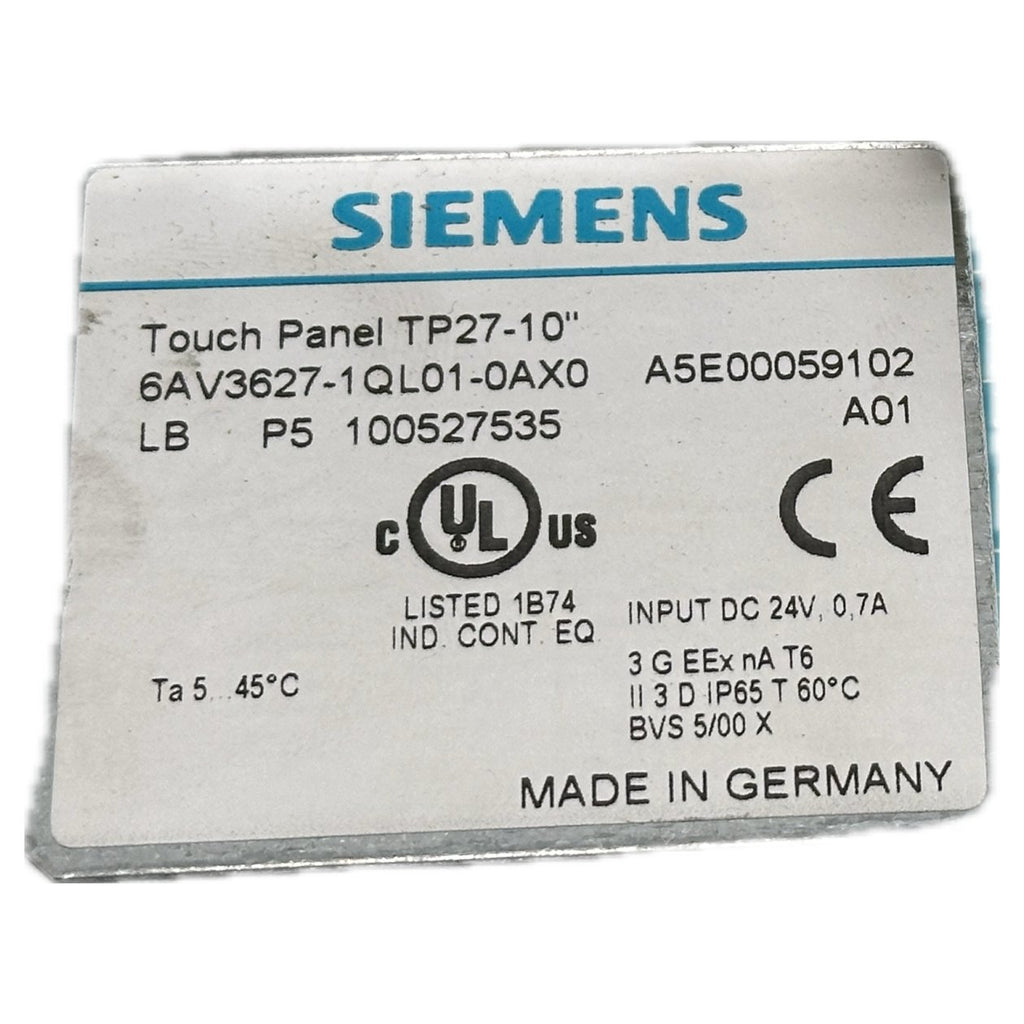 SIEMENS
Touch Panel TP27-10"
6AV3627-1QL01-0AX0 A5E00059102
LB P5 100527535 A01
C UL US CE
LISTED 1B74
IND. CONT. EQ.
INPUT DC 24V, 0,7A
3 G EEx nA T6
II 3 D IP65 T 60°C
BVS 5/00 X
Ta 5...45°C
MADE IN GERMANY